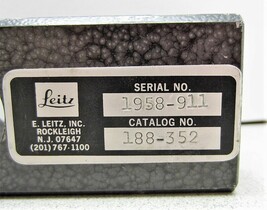 Leitz
E. LEITZ, INC.
ROCKLEIGH
N.J. 07647
(201) 767-1100
SERIAL NO.
1958-911
CATALOG NO.
188-352